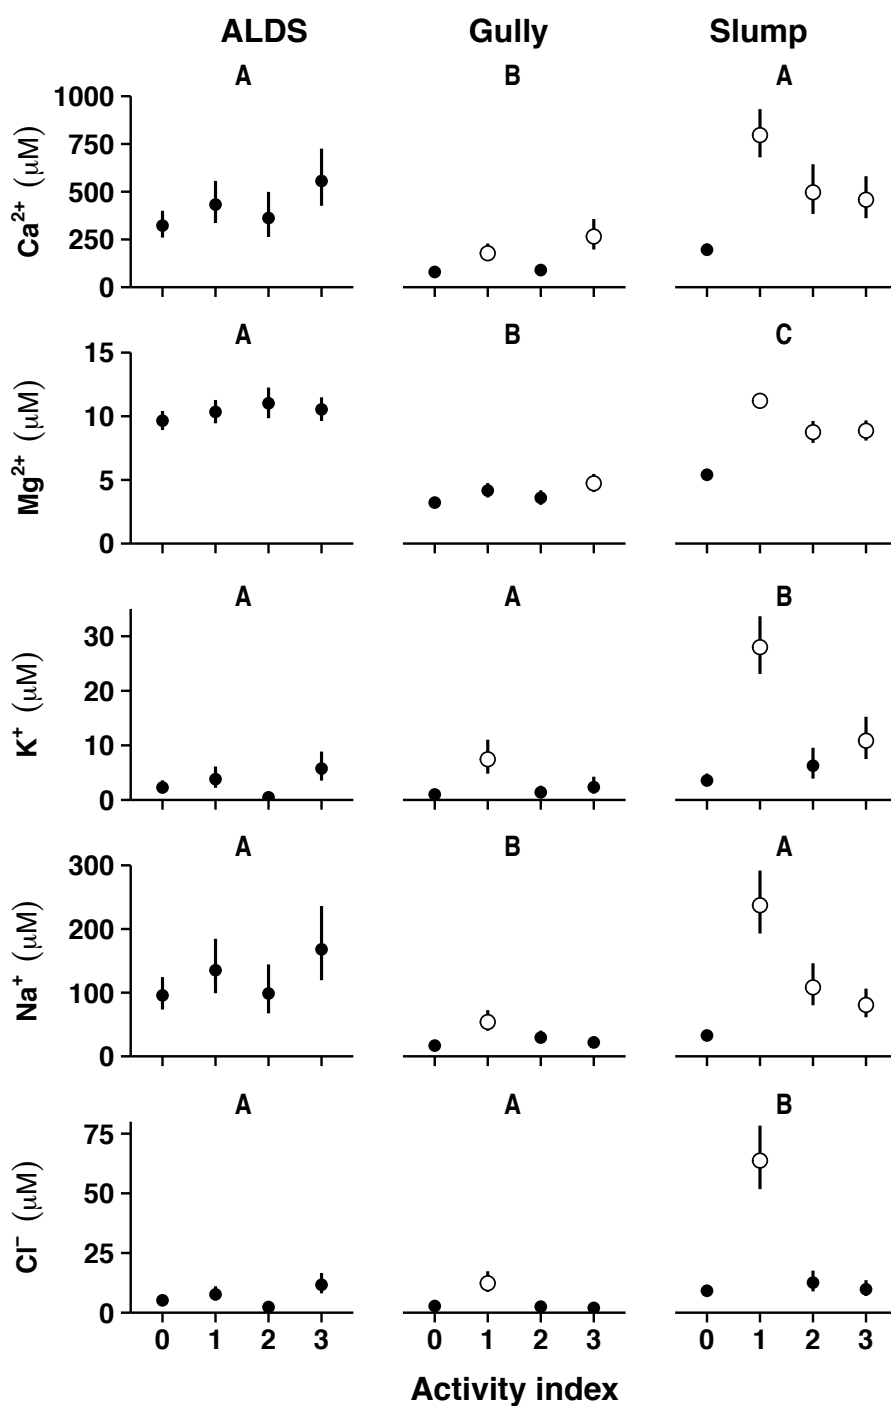 ALDS Gully Slump
A B A
Ca²⁺ (μM)
1000
750
500
250
0
A B C
Mg²⁺ (μM)
15
10
5
0
A A B
K⁺ (μM)
30
20
10
0
A B A
Na⁺ (μM)
300
200
100
0
A A B
Cl⁻ (μM)
75
50
25
0
0 1 2 3 0 1 2 3 0 1 2 3
Activity index